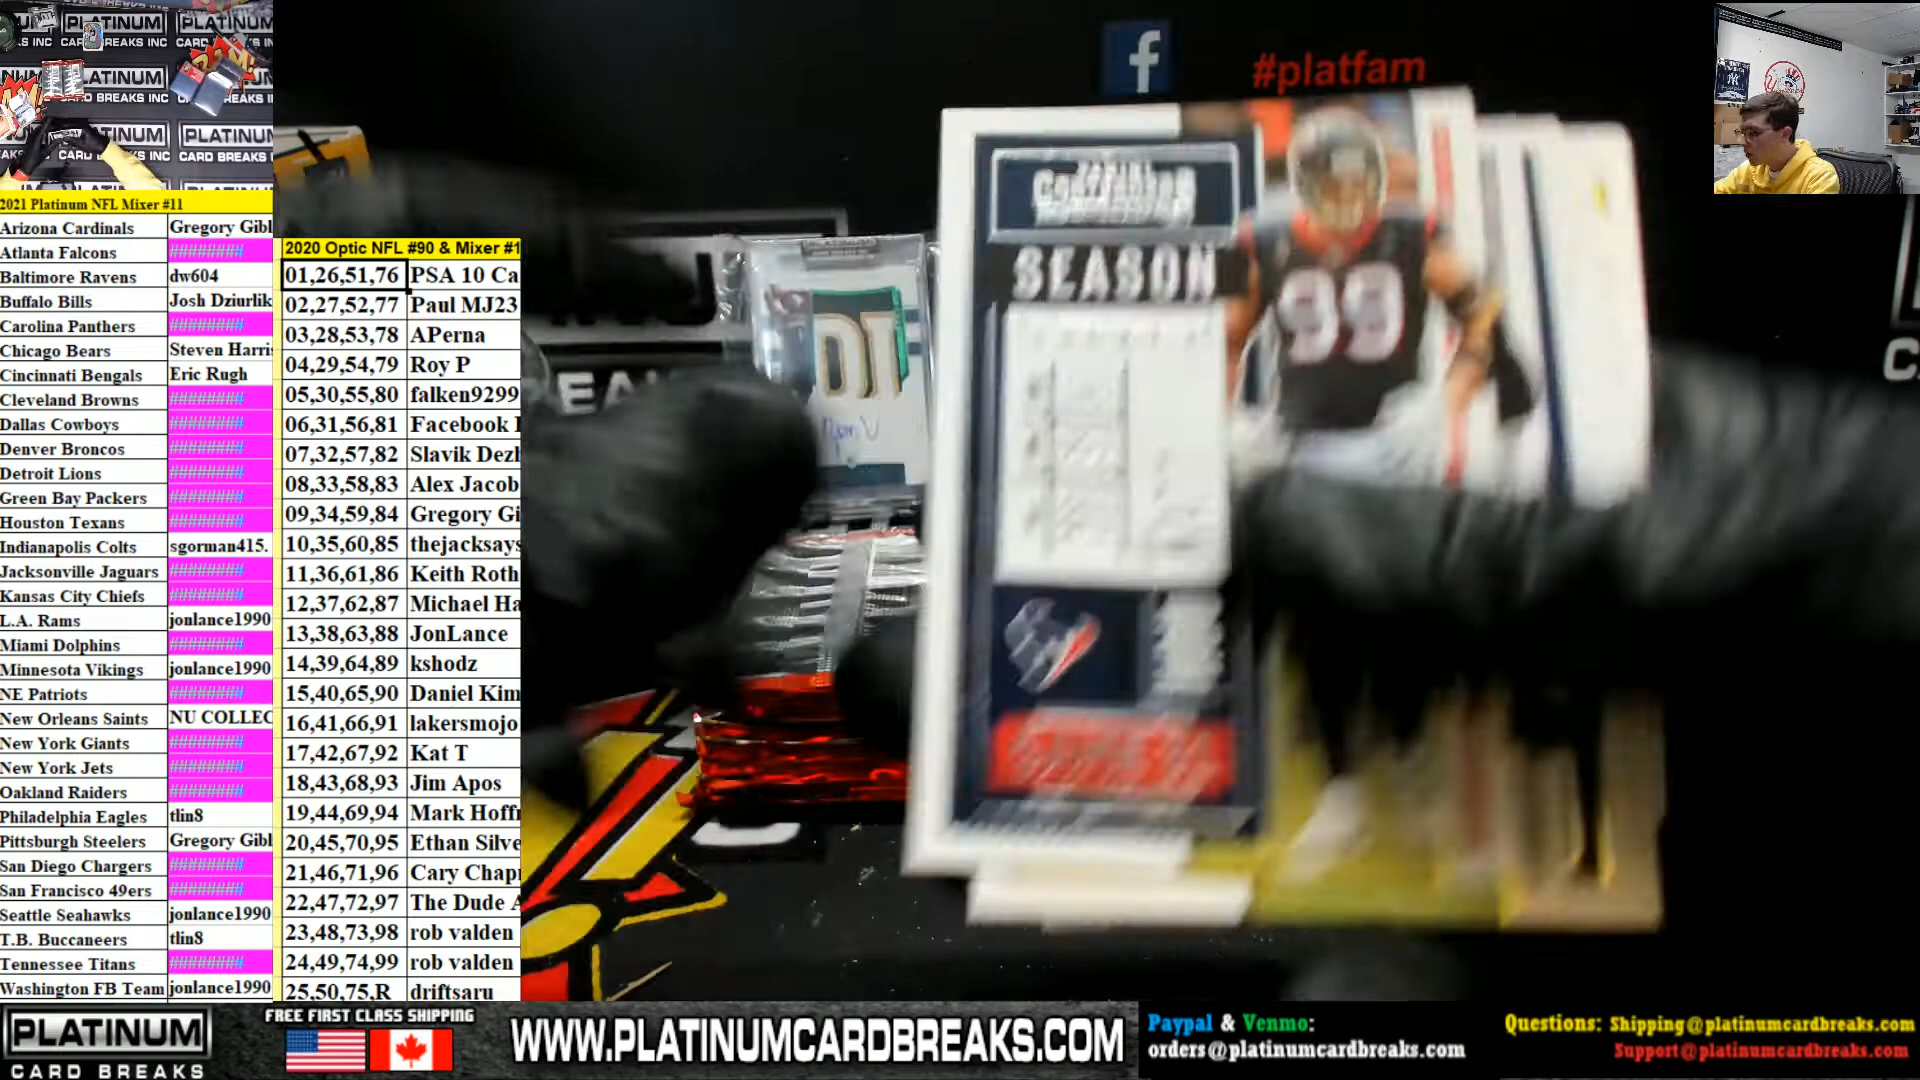 #platfam
2021 Platinum NFL Mixer #11
Arizona Cardinals Gregory Gibl
Atlanta Falcons ########
Baltimore Ravens dw604
Buffalo Bills Josh Dziurlik
Carolina Panthers ########
Chicago Bears Steven Harris
Cincinnati Bengals Eric Rugh
Cleveland Browns ########
Dallas Cowboys ########
Denver Broncos ########
Detroit Lions ########
Green Bay Packers ########
Houston Texans ########
Indianapolis Colts sgorman415.
Jacksonville Jaguars ########
Kansas City Chiefs ########
L.A. Rams jonlance1990
Miami Dolphins ########
Minnesota Vikings jonlance1990
NE Patriots ########
New Orleans Saints NU COLLEC
New York Giants ########
New York Jets ########
Oakland Raiders ########
Philadelphia Eagles tlin8
Pittsburgh Steelers Gregory Gibl
San Diego Chargers ########
San Francisco 49ers ########
Seattle Seahawks jonlance1990
T.B. Buccaneers tlin8
Tennessee Titans ########
Washington FB Team jonlance1990
2020 Optic NFL #90 & Mixer #1
01,26,51,76 PSA 10 Ca
02,27,52,77 Paul MJ23
03,28,53,78 APerna
04,29,54,79 Roy P
05,30,55,80 falken9299
06,31,56,81 Facebook
07,32,57,82 Slavik Dezh
08,33,58,83 Alex Jacob
09,34,59,84 Gregory Gi
10,35,60,85 thejacksays
11,36,61,86 Keith Roth
12,37,62,87 Michael Ha
13,38,63,88 JonLance
14,39,64,89 kshodz
15,40,65,90 Daniel Kim
16,41,66,91 lakersmojo
17,42,67,92 Kat T
18,43,68,93 Jim Apos
19,44,69,94 Mark Hoff
20,45,70,95 Ethan Silve
21,46,71,96 Cary Chap
22,47,72,97 The Dude A
23,48,73,98 rob valden
24,49,74,99 rob valden
25,50,75,R driftsaru
SEASON
99
PLATINUM
CARD BREAKS INC
PLATINUM
CARD BREAKS
FREE FIRST CLASS SHIPPING
WWW.PLATINUMCARDBREAKS.COM
Paypal & Venmo:
orders@platinumcardbreaks.com
Questions: Shipping@platinumcardbreaks.com
Support@platinumcardbreaks.com